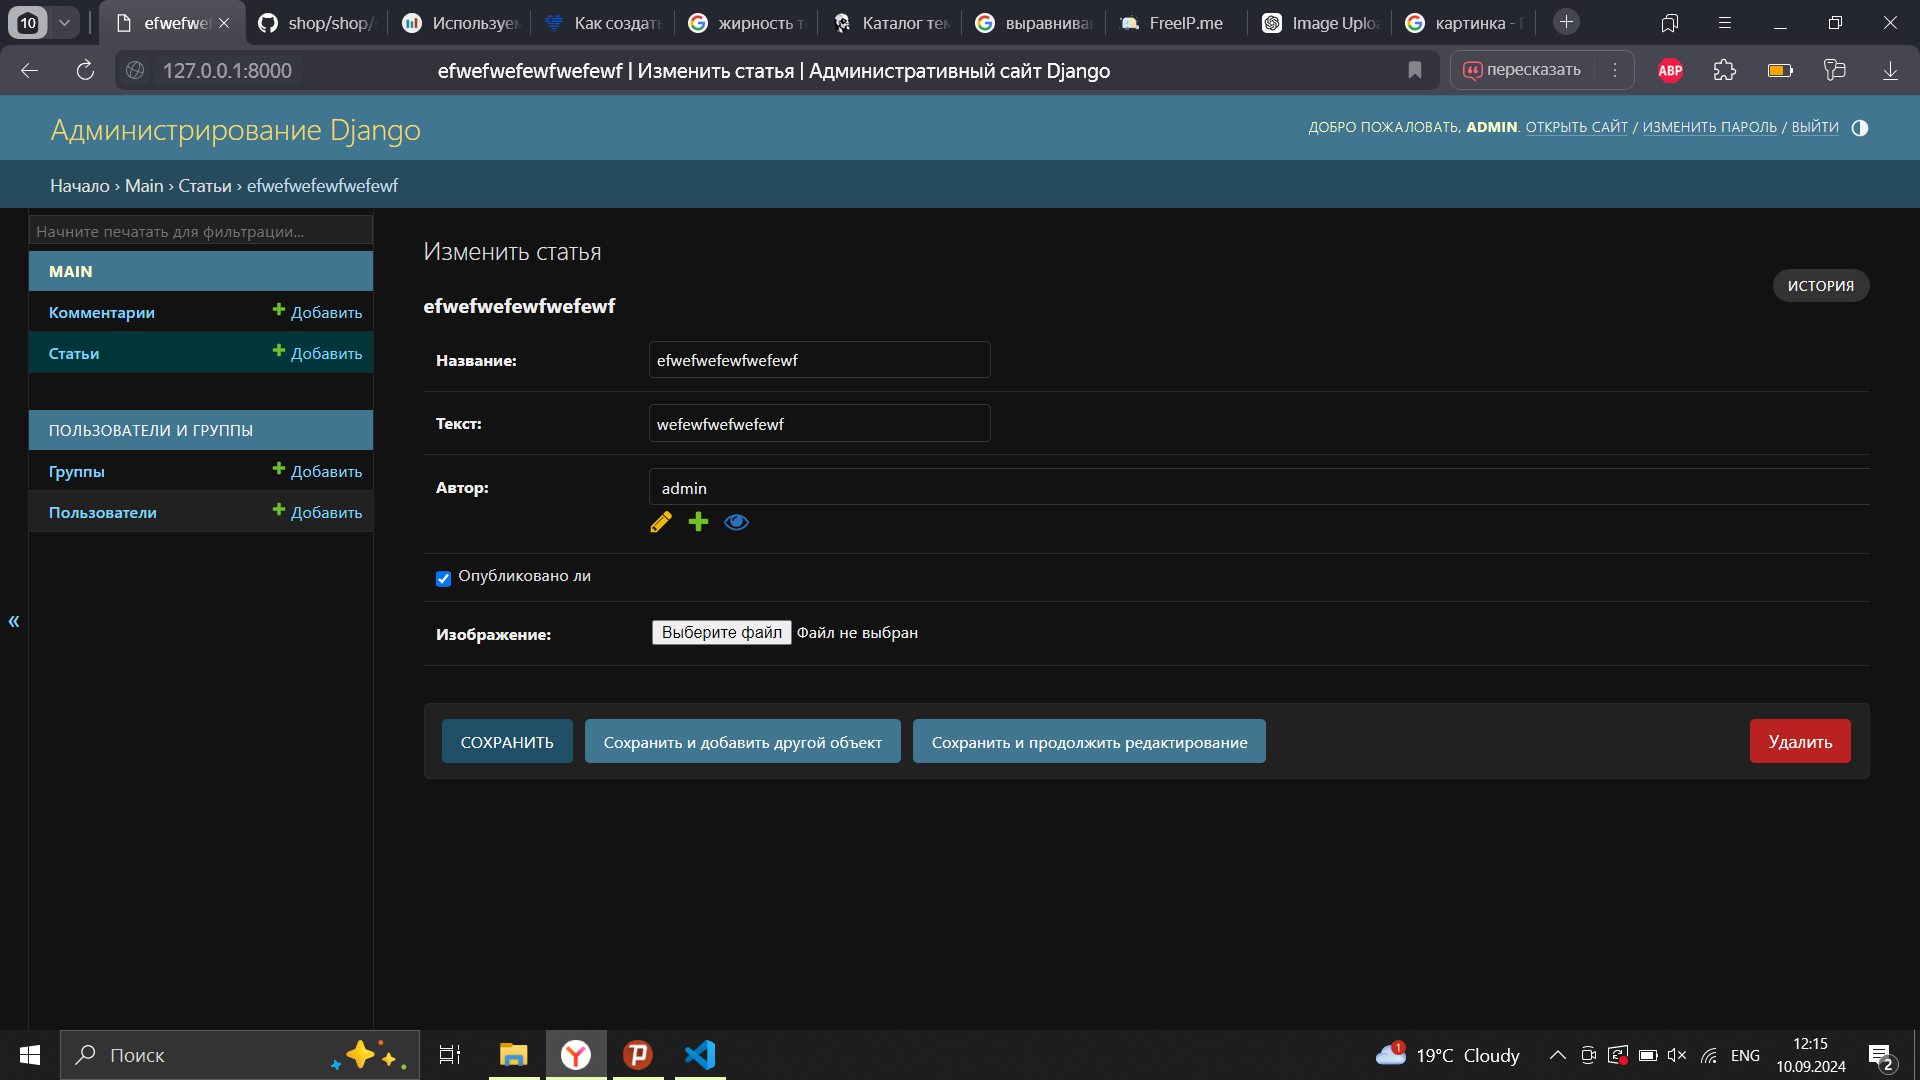 10
efwefwef
shop/shop/
Используем
Как создать
жирность т
Каталог тем
выравнива
FreeIP.me
Image Uploa
картинка -
127.0.0.1:8000
efwefwefewfwefewf | Изменить статья | Административный сайт Django
пересказать
ABP
Администрирование Django
ДОБРО ПОЖАЛОВАТЬ, ADMIN. ОТКРЫТЬ САЙТ / ИЗМЕНИТЬ ПАРОЛЬ / ВЫЙТИ
Начало › Main › Статьи › efwefwefewfwefewf
Начните печатать для фильтрации...
MAIN
Комментарии Добавить
Статьи Добавить
ПОЛЬЗОВАТЕЛИ И ГРУППЫ
Группы Добавить
Пользователи Добавить
«
Изменить статья
ИСТОРИЯ
efwefwefewfwefewf
Название: efwefwefewfwefewf
Текст: wefewfwefwefewf
Автор: admin
Опубликовано ли
Изображение: Выберите файл Файл не выбран
СОХРАНИТЬ
Сохранить и добавить другой объект
Сохранить и продолжить редактирование
Удалить
Поиск
1
19°C Cloudy
ENG
12:15
10.09.2024
2